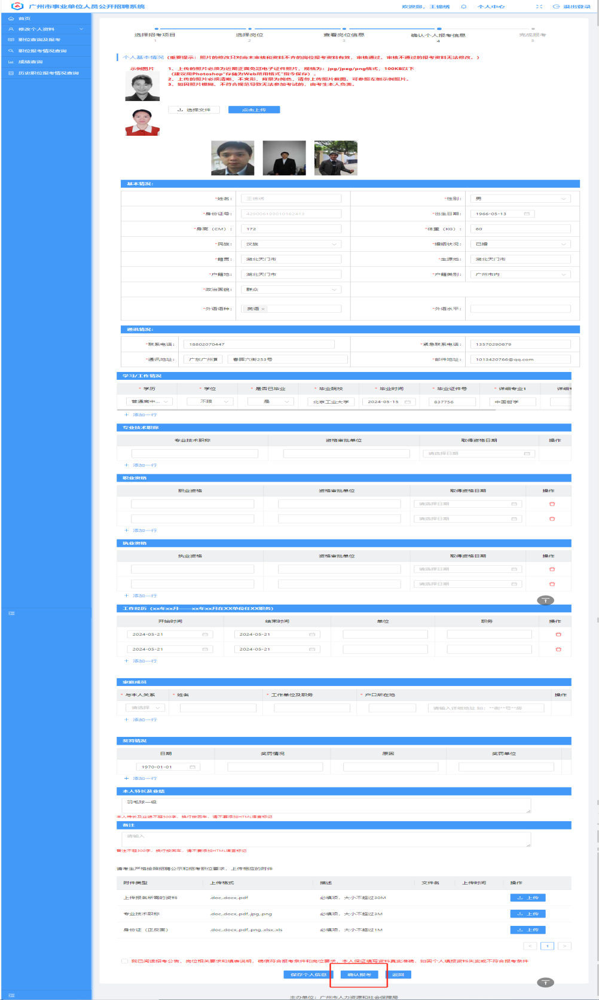 广州市事业单位人员公开招聘系统
欢迎您，王锦绣 个人中心 退出登录
首页
修改个人资料
职位查询及报考
职位报考情况查询
成绩查询
历史职位报考情况查询
选择招考项目 选择岗位 查看岗位信息 确认个人报考信息 完成报考
1 2 3 4 5
个人基本情况（重要提示：照片的修改只对尚未审核和资料不齐的岗位报考资料有效，审核通过、审核不通过的报考资料无法修改。）
示例图片
1、上传的照片必须为近期正面免冠电子证件照片，规格为：jpg/jpeg/png格式，100KB以下
（建议用Photoshop"存储为Web所用格式"指令保存）。
2、上传的照片必须清晰，不变形，背景为纯色，请勿上传照片截图。可参照左侧示例照片。
3、如因照片模糊、不符合规范导致无法参加考试的，由考生本人负责。
选择文件 点击上传
基本情况：
*姓名： 王锦绣 *性别： 男
*身份证号： *出生日期： 1966-05-13
*身高（CM）： 172 *体重（KG）： 60
*民族： 汉族 *婚姻状况： 已婚
*籍贯： 湖北天门市 *生源地： 湖北天门市
*户籍地： 湖北天门市 *户籍类别： 广州市内
*政治面貌： 群众
*外语语种： 英语 × *外语水平：
通讯情况：
*联系电话： 18802070447 *紧急联系电话： 13570290879
*通讯地址： 广东广州 春晖六街253号 *邮件地址： 1013420766@qq.com
学习/工作情况
* 学历 * 学位 * 是否已毕业 * 毕业院校 * 毕业时间 * 毕业证件号 * 详细专业1 详细
普通高中... 不限 是 北京工业大学 2024-05-15 837756 中国哲学
+ 添加一行
专业技术职称
专业技术职称 资格审批单位 取得资格日期 操作
请选择日期
+ 添加一行
职业资格
职业资格 资格审批单位 取得资格日期 操作
请选择日期
请选择日期
+ 添加一行
执业资格
执业资格 资格审批单位 取得资格日期 操作
请选择日期
请选择日期
+ 添加一行
工作经历（xx年xx月——xx年xx月在XX单位任XX职务）
开始时间 结束时间 单位 职务 操作
2024-05-21 2024-05-21
2024-05-21 2024-05-21
+ 添加一行
家庭成员
* 与本人关系 * 姓名 * 工作单位及职务 * 户口所在地 操作
请选择 请输入详细地址 如：**街**号**房
+ 添加一行
奖罚情况
日期 奖罚情况 原因 奖罚单位
1970-01-01
+ 添加一行
本人特长及业绩
羽毛球一级
本人特长及业绩不超500字，换行按回车，请不要添加HTML语言标记
备注
请输入
备注不超300字，换行按回车，请不要添加HTML语言标记
请考生严格按照招聘公示和招考职位要求，上传相应的附件
附件类型 上传格式 描述 文件名 上传时间 操作
上传报名所需的资料 .doc,.docx,.pdf 必填项，大小不超过30M 上传
专业技术职称 .doc,.docx,.pdf,.jpg,.png 必填项，大小不超过3M 上传
身份证（正反面） .doc,.docx,.pdf,.png,.xlsx,.xls 必填项，大小不超过1M 上传
< 1 >
我已阅读招考公告、岗位相关要求和填表说明，确信符合报考条件和岗位要求。本人保证填写资料真实准确，如因个人填报资料失实或不符合报考条件
保存个人信息 确认报考 返回
主办单位：广州市人力资源和社会保障局